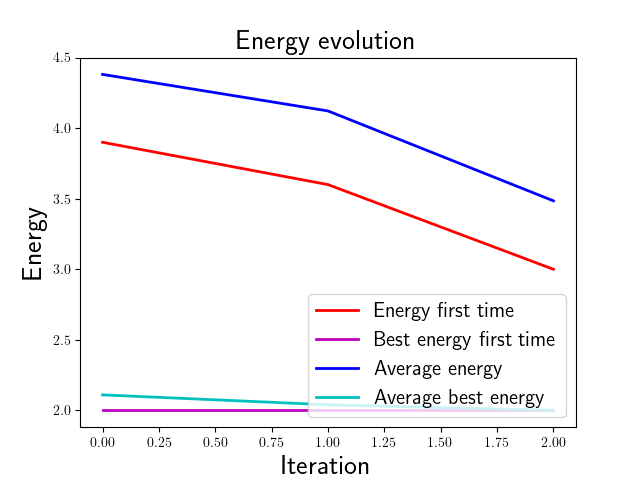 Energy evolution
Energy
4.5
4.0
3.5
3.0
2.5
2.0
Energy first time
Best energy first time
Average energy
Average best energy
0.00 0.25 0.50 0.75 1.00 1.25 1.50 1.75 2.00
Iteration